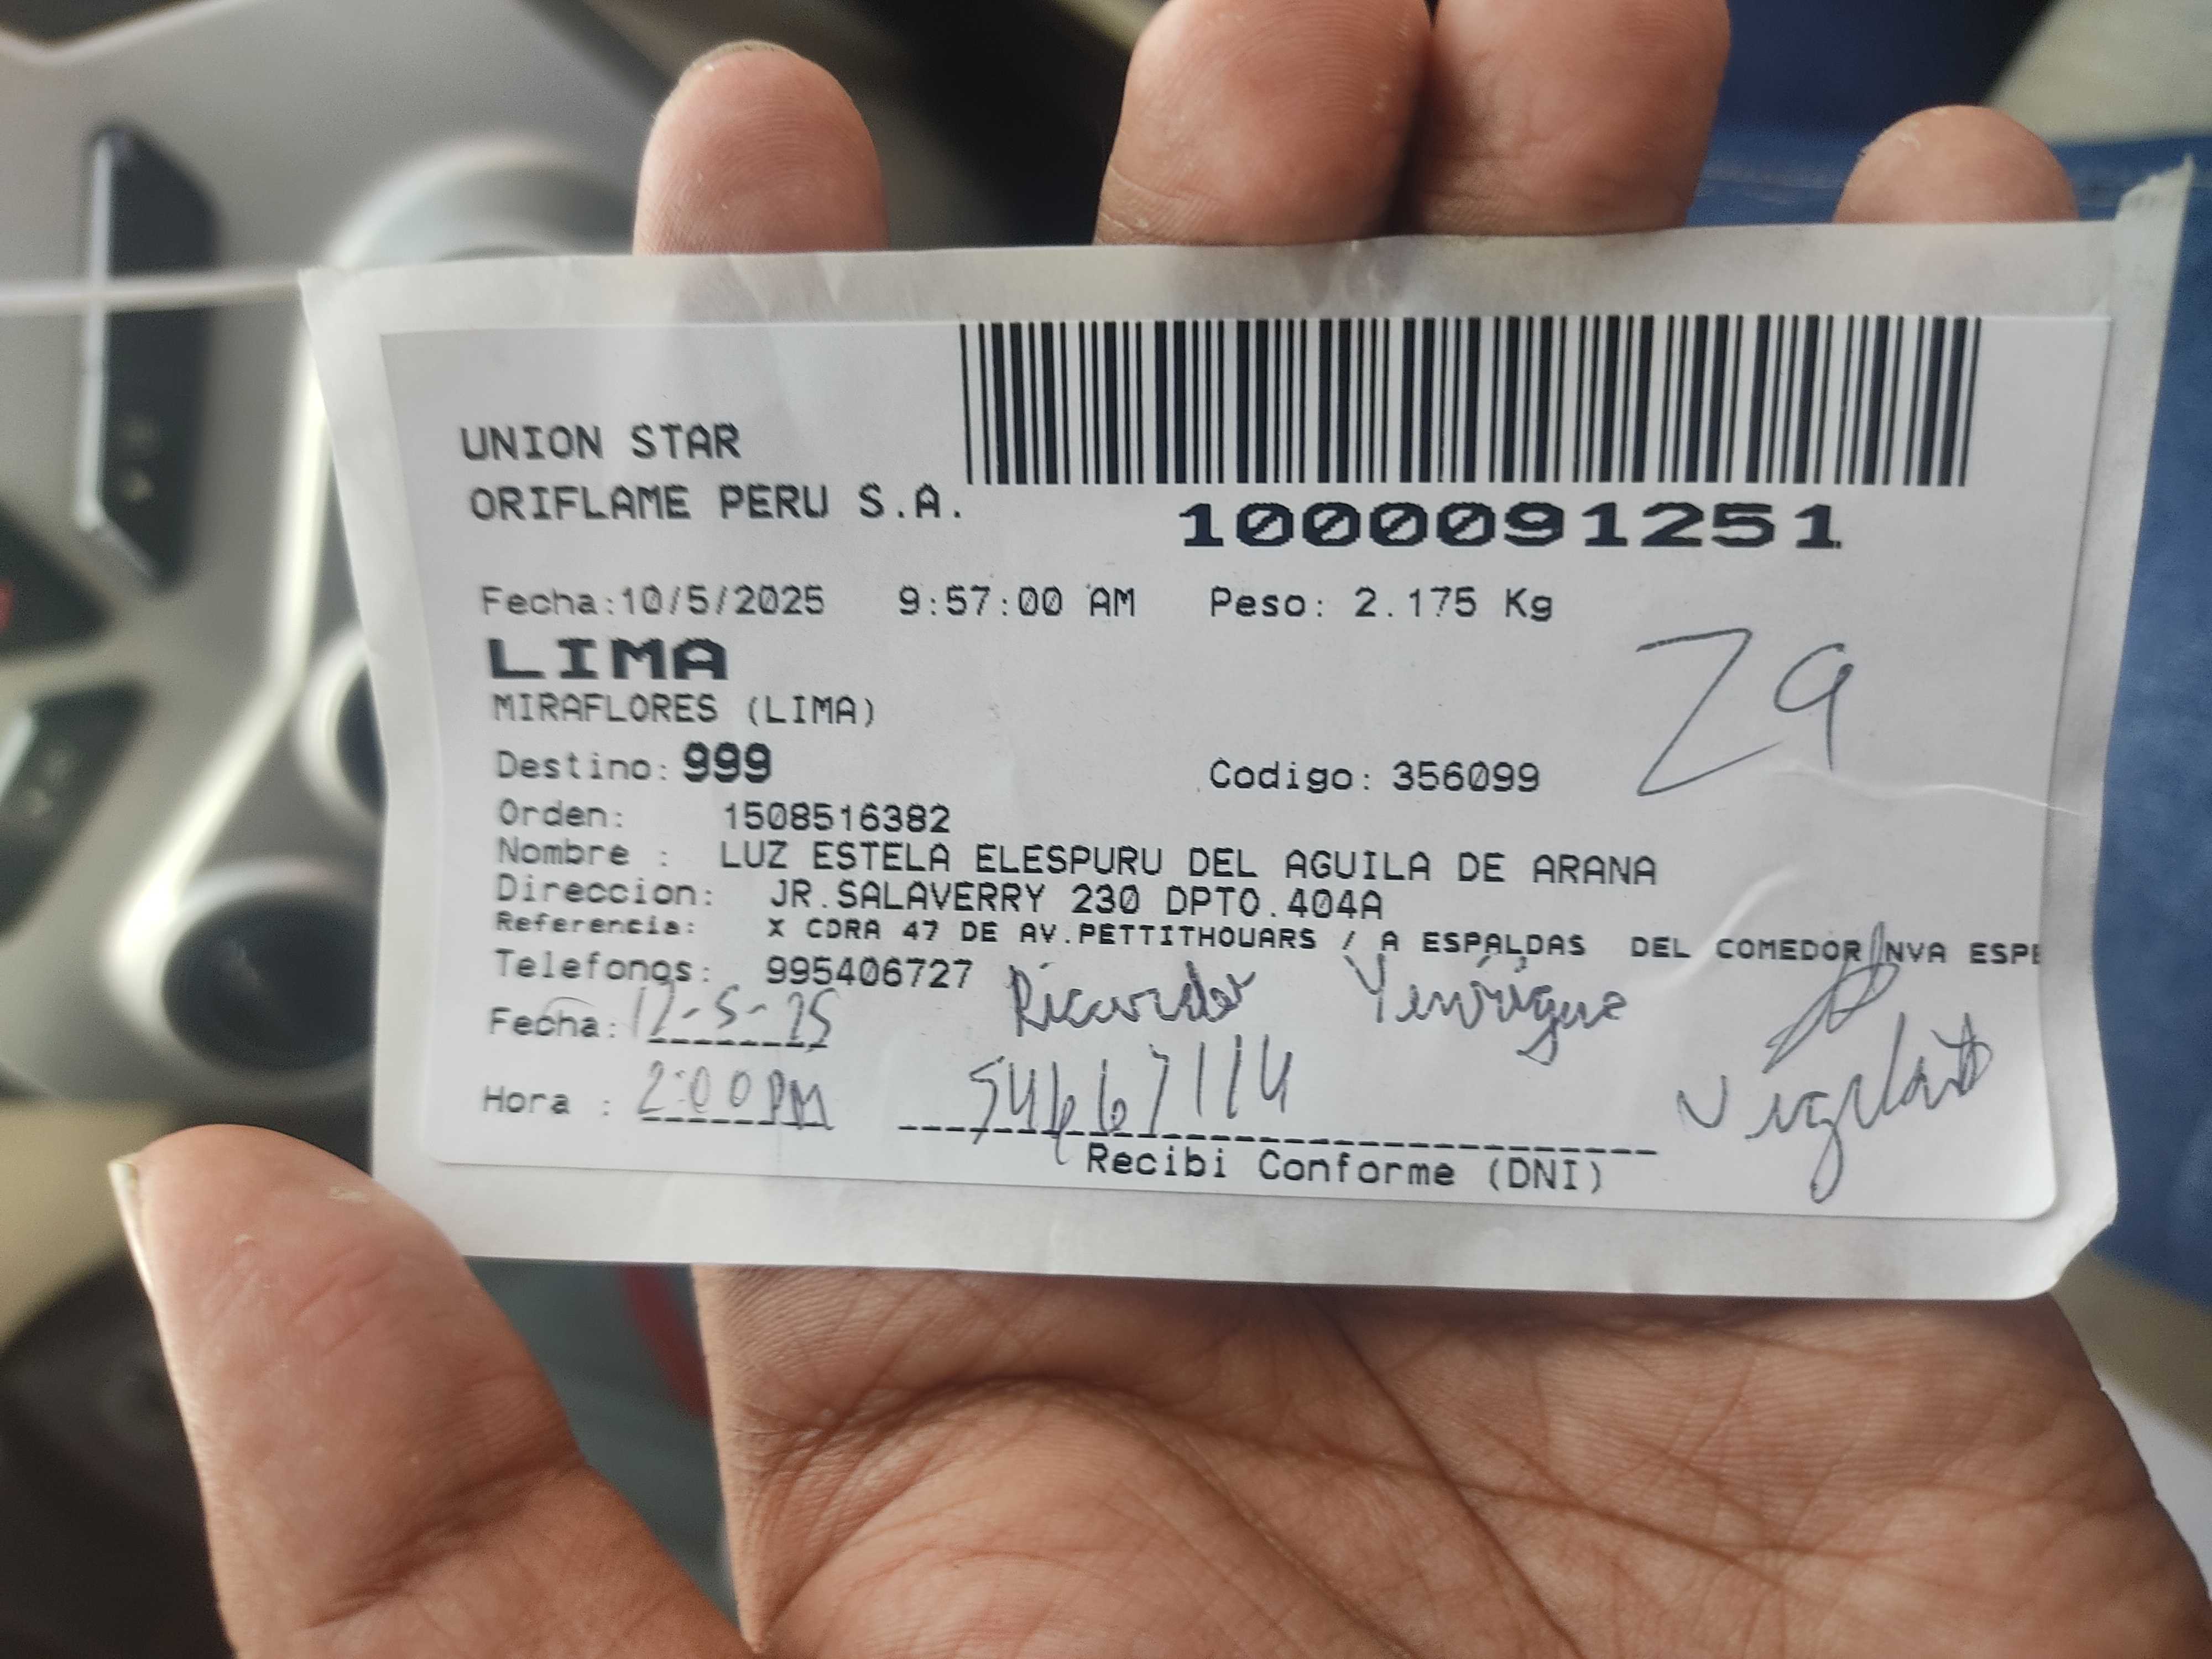 UNION STAR
ORIFLAME PERU S.A.
1000091251
Fecha:10/5/2025 9:57:00 AM Peso: 2.175 Kg
LIMA
MIRAFLORES (LIMA)
Z9
Destino: 999 Codigo: 356099
Orden: 1508516382
Nombre : LUZ ESTELA ELESPURU DEL AGUILA DE ARANA
Direccion: JR.SALAVERRY 230 DPTO.404A
Referencia: X CDRA 47 DE AV.PETTITHOUARS / A ESPALDAS DEL COMEDOR NVA ESPE
Telefonos: 995406727
Fecha: 12-5-25 Ricardo
Hora : 2:00PM 54667114
Recibi Conforme (DNI)